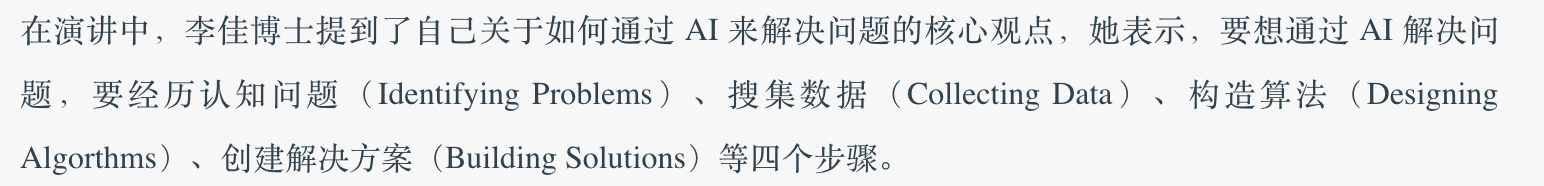 在演讲中，李佳博士提到了自己关于如何通过 AI 来解决问题的核心观点，她表示，要想通过 AI 解决问
题，要经历认知问题（Identifying Problems）、搜集数据（Collecting Data）、构造算法（Designing
Algorthms）、创建解决方案（Building Solutions）等四个步骤。